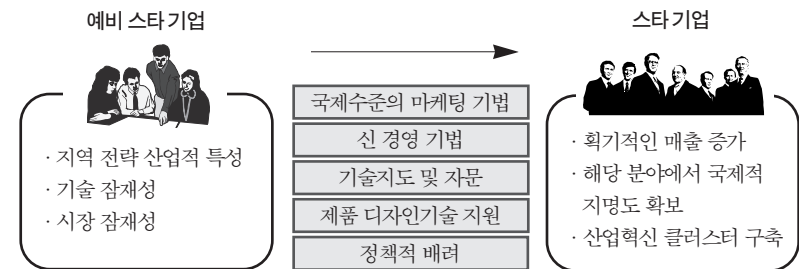 예비 스타기업
· 지역 전략 산업적 특성
· 기술 잠재성
· 시장 잠재성
국제수준의 마케팅 기법
신 경영 기법
기술지도 및 자문
제품 디자인기술 지원
정책적 배려
스타기업
· 획기적인 매출 증가
· 해당 분야에서 국제적
지명도 확보
· 산업혁신 클러스터 구축